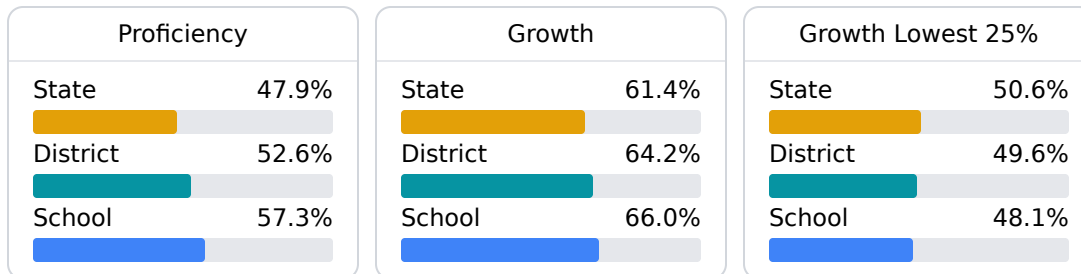 Proficiency
State 47.9%
District 52.6%
School 57.3%
Growth
State 61.4%
District 64.2%
School 66.0%
Growth Lowest 25%
State 50.6%
District 49.6%
School 48.1%